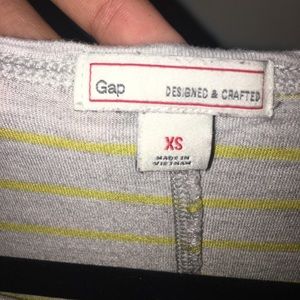 Gap DESIGNED & CRAFTED
XS
MADE IN
VIETNAM